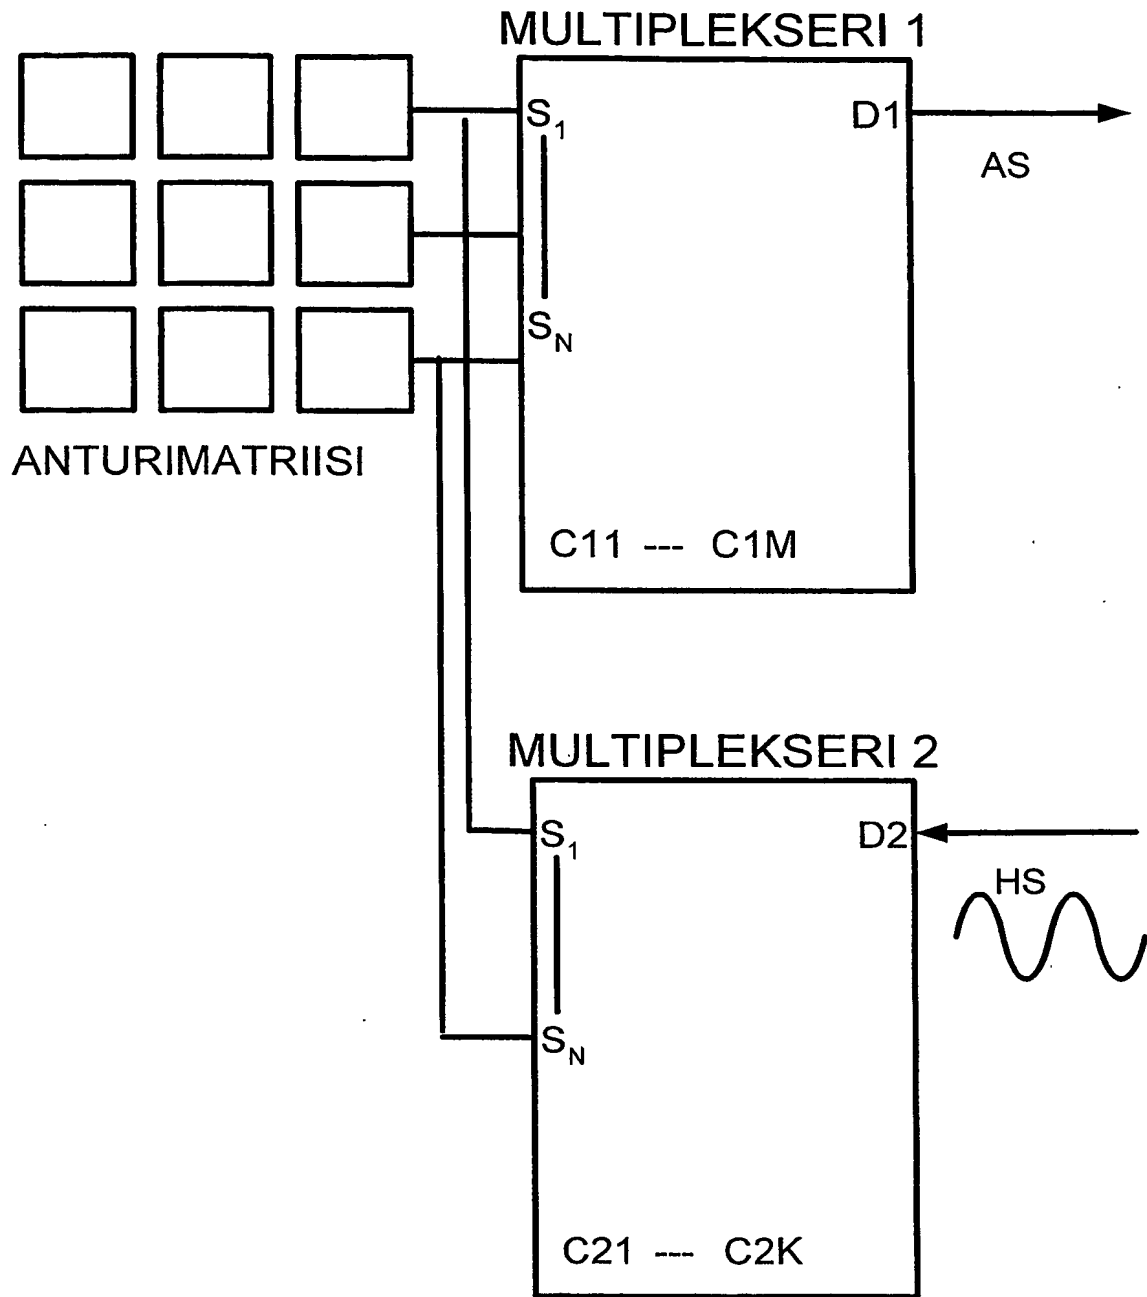 MULTIPLEKSERI 1
S1
D1
AS
SN
ANTURIMATRIISI
C11 --- C1M
MULTIPLEKSERI 2
S1
D2
HS
SN
C21 --- C2K